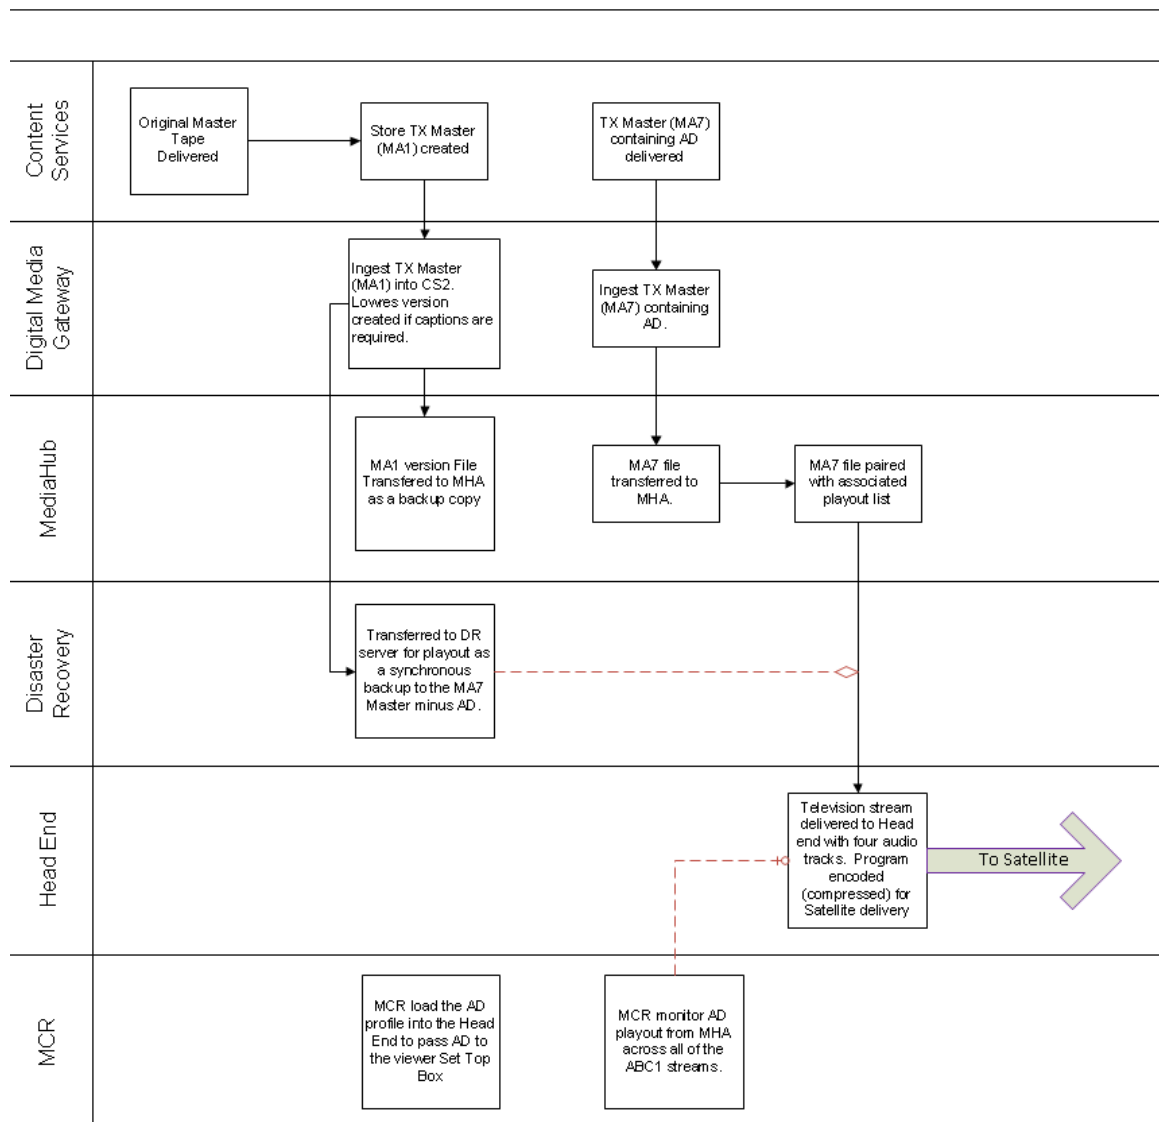 Content
Services
Original Master
Tape
Delivered
Store TX Master
(MA1) created
TX Master (MA7)
containing AD
delivered
Digital Media
Gateway
Ingest TX Master
(MA1) into CS2.
Lowres version
created if captions are
required.
Ingest TX Master
(MA7) containing
AD.
MediaHub
MA1 version File
Transfered to MHA
as a backup copy
MA7 file
transferred to
MHA.
MA7 file paired
with associated
playout list
Disaster
Recovery
Transferred to DR
server for playout as
a synchronous
backup to the MA7
Master minus AD.
Head End
Television stream
delivered to Head
end with four audio
tracks. Program
encoded
(compressed) for
Satellite delivery
To Satellite
MCR
MCR load the AD
profile into the Head
End to pass AD to
the viewer Set Top
Box
MCR monitor AD
playout from MHA
across all of the
ABC1 streams.